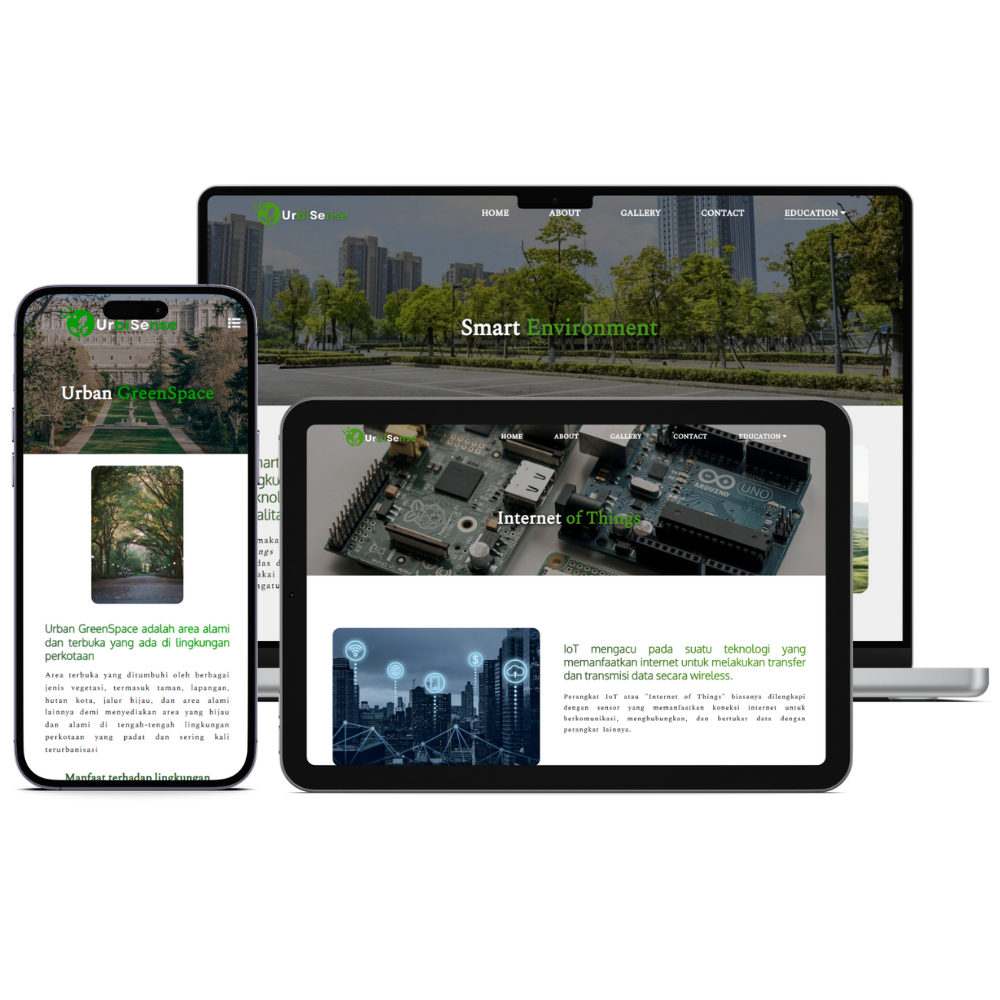 UrbiSense
HOME ABOUT GALLERY CONTACT EDUCATION
Smart Environment
UrbiSense
Urban GreenSpace
Urban GreenSpace adalah area alami
dan terbuka yang ada di lingkungan
perkotaan
Area terbuka yang ditumbuhi oleh berbagai
jenis vegetasi, termasuk taman, lapangan,
hutan kota, jalur hijau, dan area alami
lainnya demi menyediakan area yang hijau
dan alami di tengah-tengah lingkungan
perkotaan yang padat dan sering kali
terurbanisasi
Manfaat terhadap lingkungan
UrbiSense
HOME ABOUT GALLERY CONTACT EDUCATION
ARDUINO
UNO
Internet of Things
$
IoT mengacu pada suatu teknologi yang
memanfaatkan internet untuk melakukan transfer
dan transmisi data secara wireless.
Perangkat IoT atau "Internet of Things" biasanya dilengkapi
dengan sensor yang memanfaatkan koneksi internet untuk
berkomunikasi, menghubungkan, dan bertukar data dengan
perangkat lainnya.